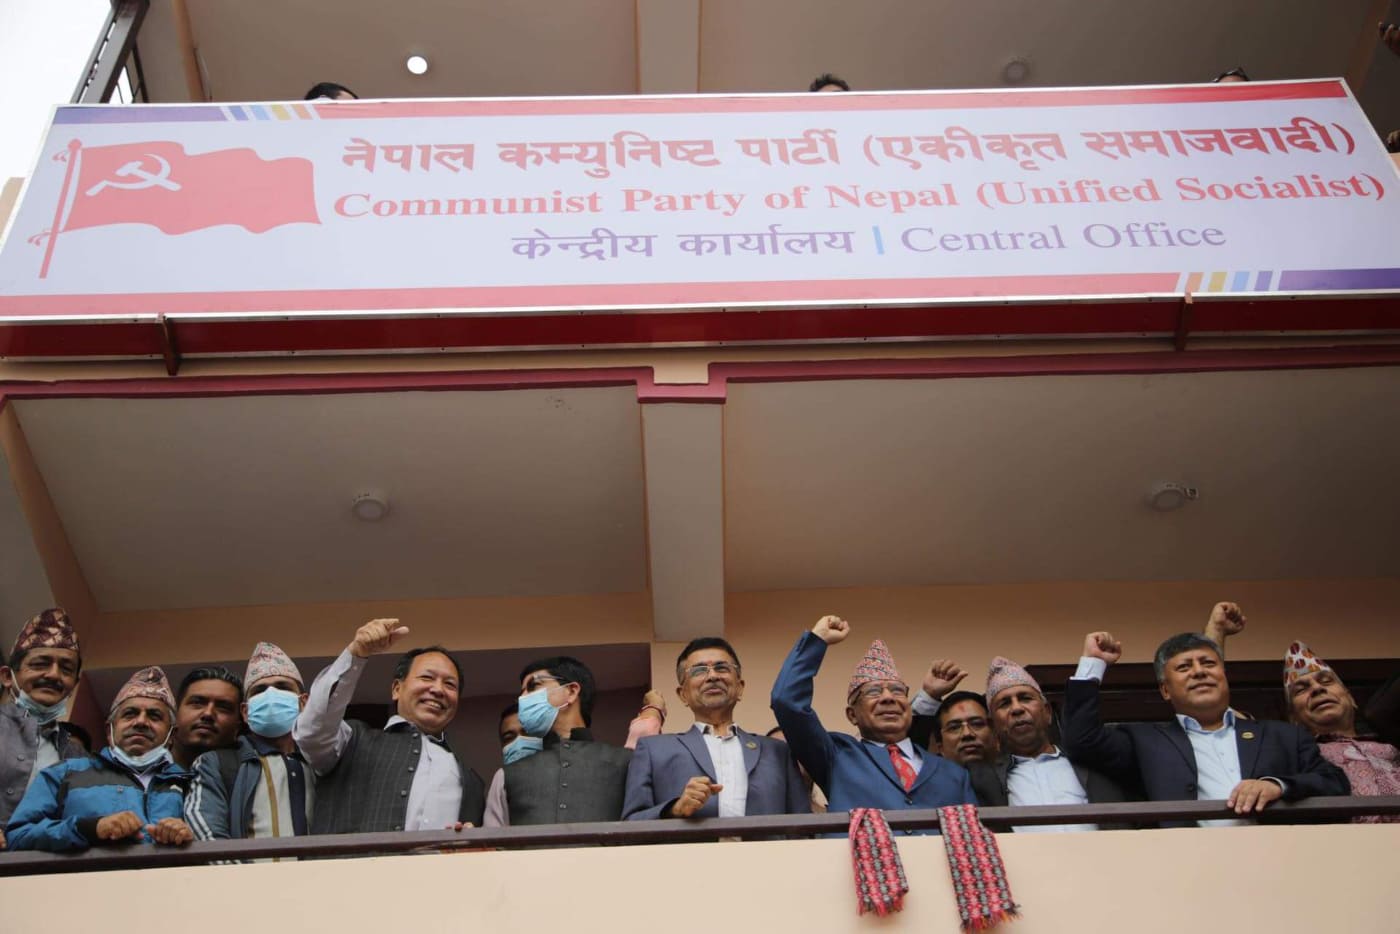 नेपाल कम्युनिष्ट पार्टी (एकीकृत समाजवादी)
Communist Party of Nepal (Unified Socialist)
केन्द्रीय कार्यालय | Central Office